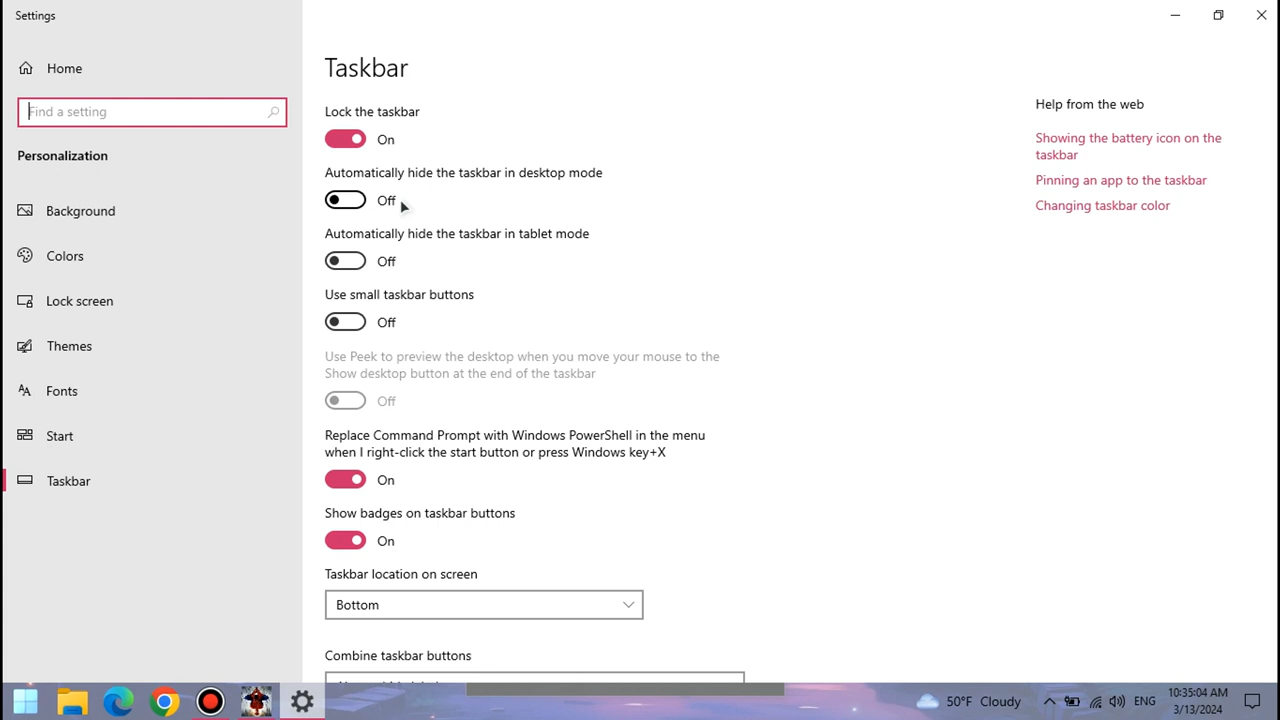 Settings
Home
Find a setting
Personalization
Background
Colors
Lock screen
Themes
Fonts
Start
Taskbar
Taskbar
Lock the taskbar
On
Automatically hide the taskbar in desktop mode
Off
Automatically hide the taskbar in tablet mode
Off
Use small taskbar buttons
Off
Use Peek to preview the desktop when you move your mouse to the
Show desktop button at the end of the taskbar
Off
Replace Command Prompt with Windows PowerShell in the menu
when I right-click the start button or press Windows key+X
On
Show badges on taskbar buttons
On
Taskbar location on screen
Bottom
Combine taskbar buttons
Help from the web
Showing the battery icon on the
taskbar
Pinning an app to the taskbar
Changing taskbar color
50°F Cloudy
ENG
10:35:04 AM
3/13/2024